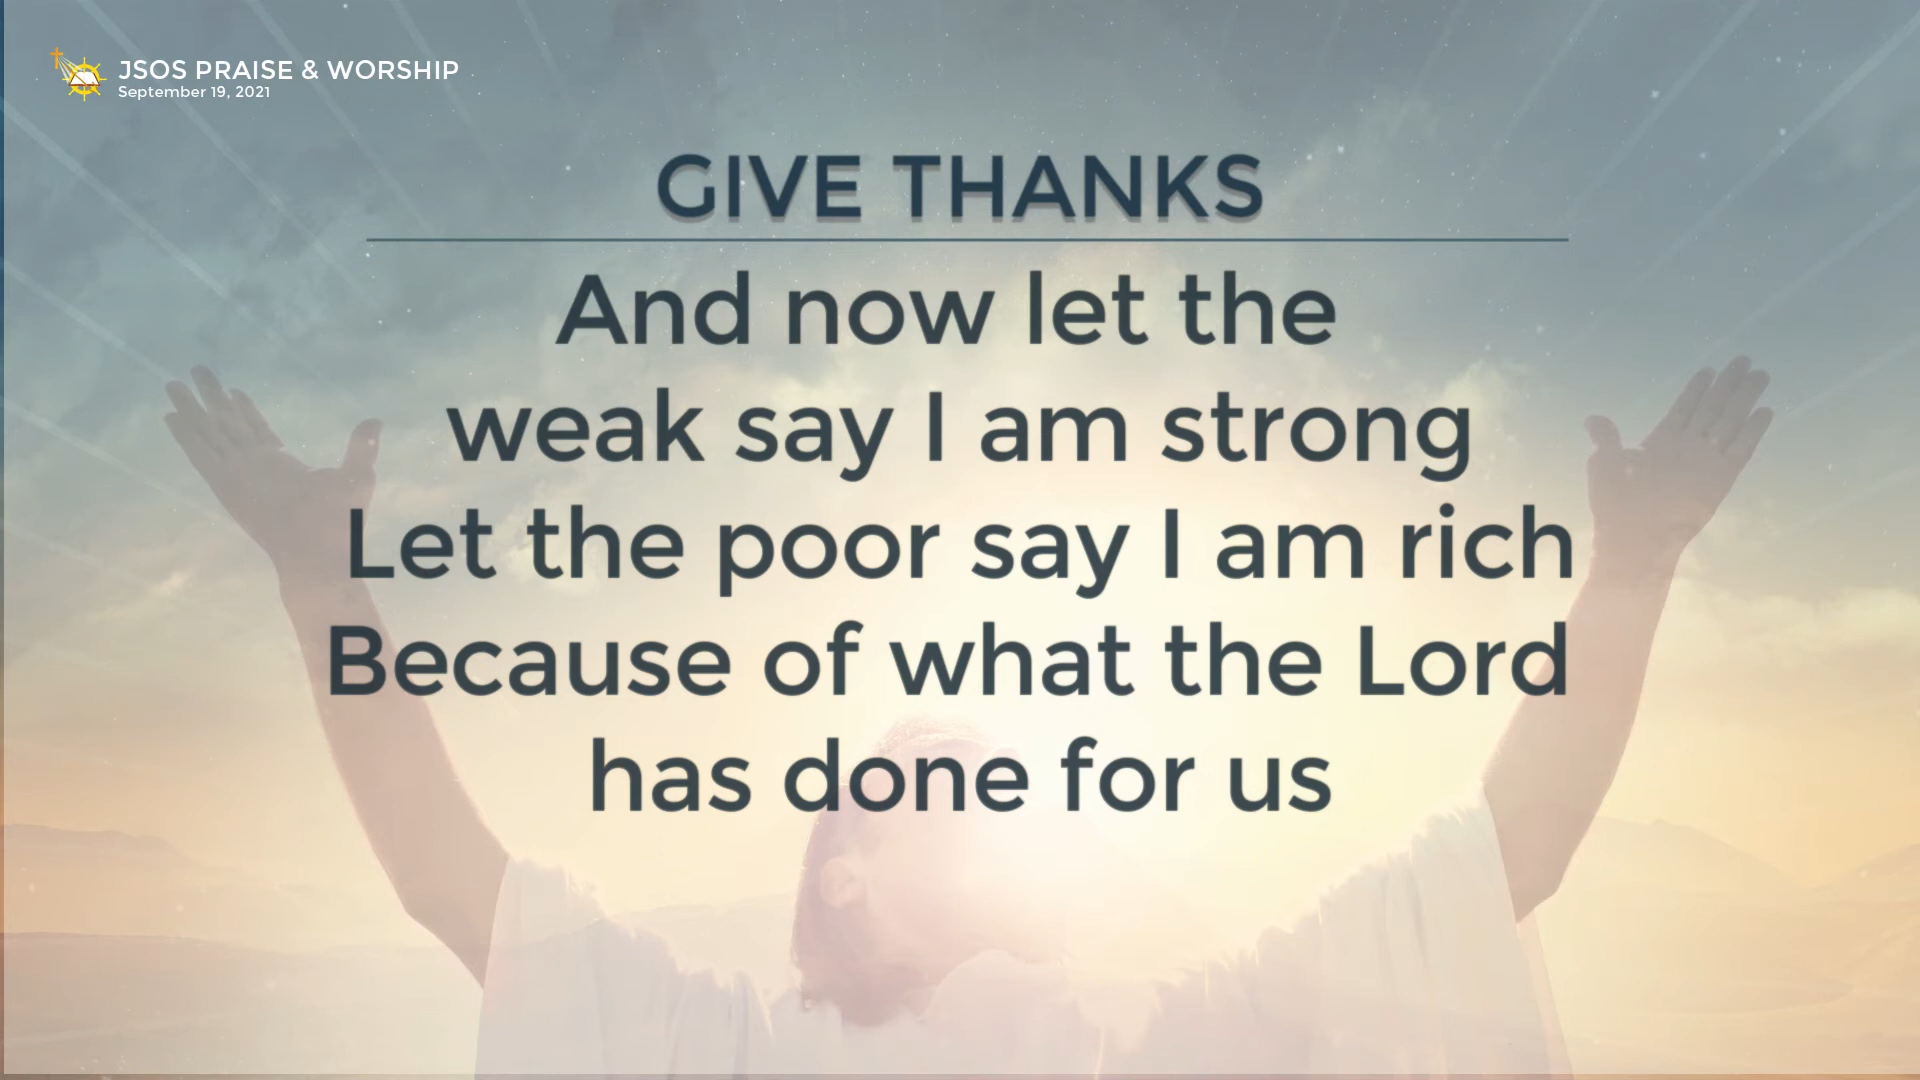 JSOS PRAISE & WORSHIP
September 19, 2021
GIVE THANKS
And now let the
weak say I am strong
Let the poor say I am rich
Because of what the Lord
has done for us